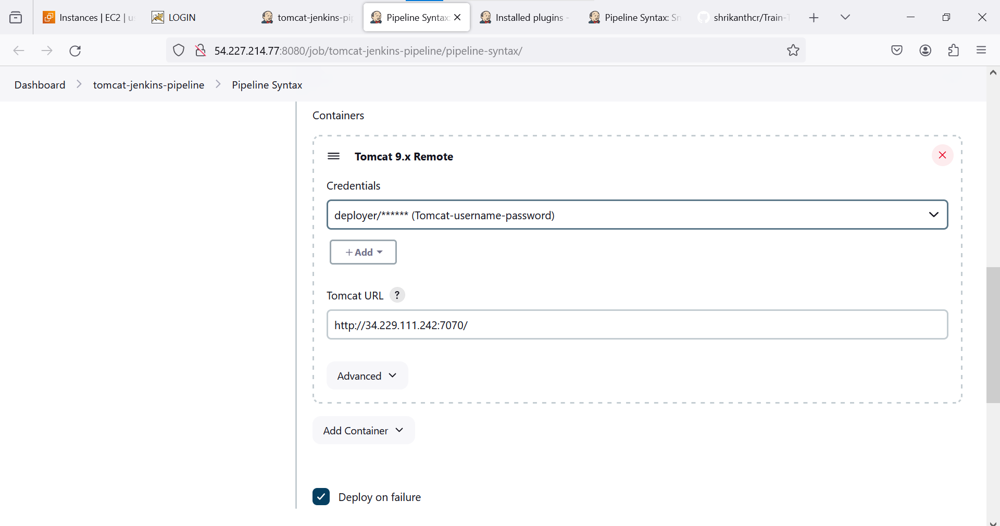 Instances | EC2 | us
LOGIN
tomcat-jenkins-pip
Pipeline Syntax:
Installed plugins -
Pipeline Syntax: Sn
shrikanthcr/Train-T
54.227.214.77:8080/job/tomcat-jenkins-pipeline/pipeline-syntax/
Dashboard
tomcat-jenkins-pipeline
Pipeline Syntax
Containers
Tomcat 9.x Remote
Credentials
deployer/****** (Tomcat-username-password)
+ Add
Tomcat URL ?
http://34.229.111.242:7070/
Advanced
Add Container
Deploy on failure